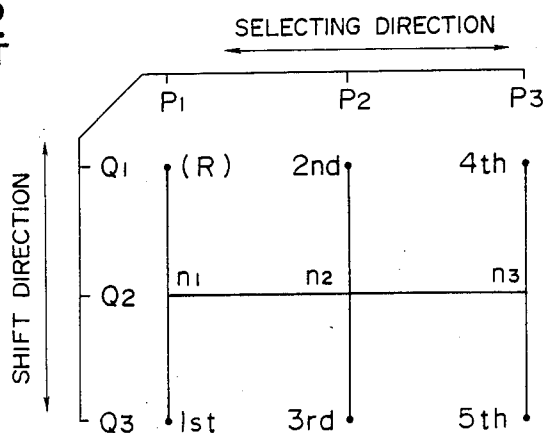 SELECTING DIRECTION
P1 P2 P3
SHIFT DIRECTION
Q1 (R) 2nd 4th
Q2 n1 n2 n3
Q3 1st 3rd 5th